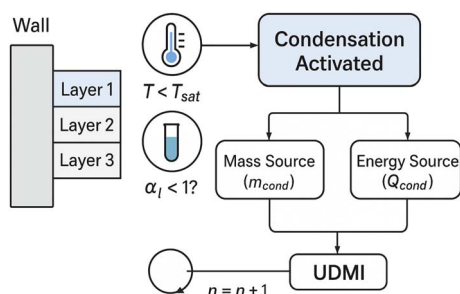 Wall
Layer 1
Layer 2
Layer 3
T < T_sat
α_l < 1?
Condensation
Activated
Mass Source
(m_cond)
Energy Source
(Q_cond)
UDMI
n = n + 1